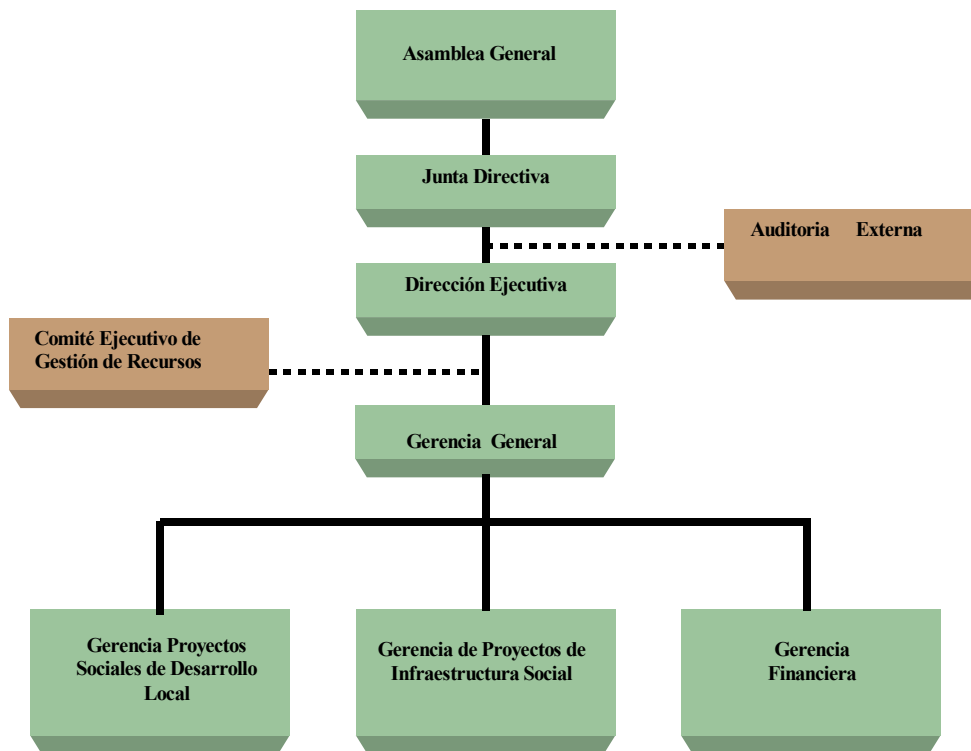 Asamblea General
Junta Directiva
Auditoria Externa
Dirección Ejecutiva
Comité Ejecutivo de
Gestión de Recursos
Gerencia General
Gerencia Proyectos
Sociales de Desarrollo
Local
Gerencia de Proyectos de
Infraestructura Social
Gerencia
Financiera